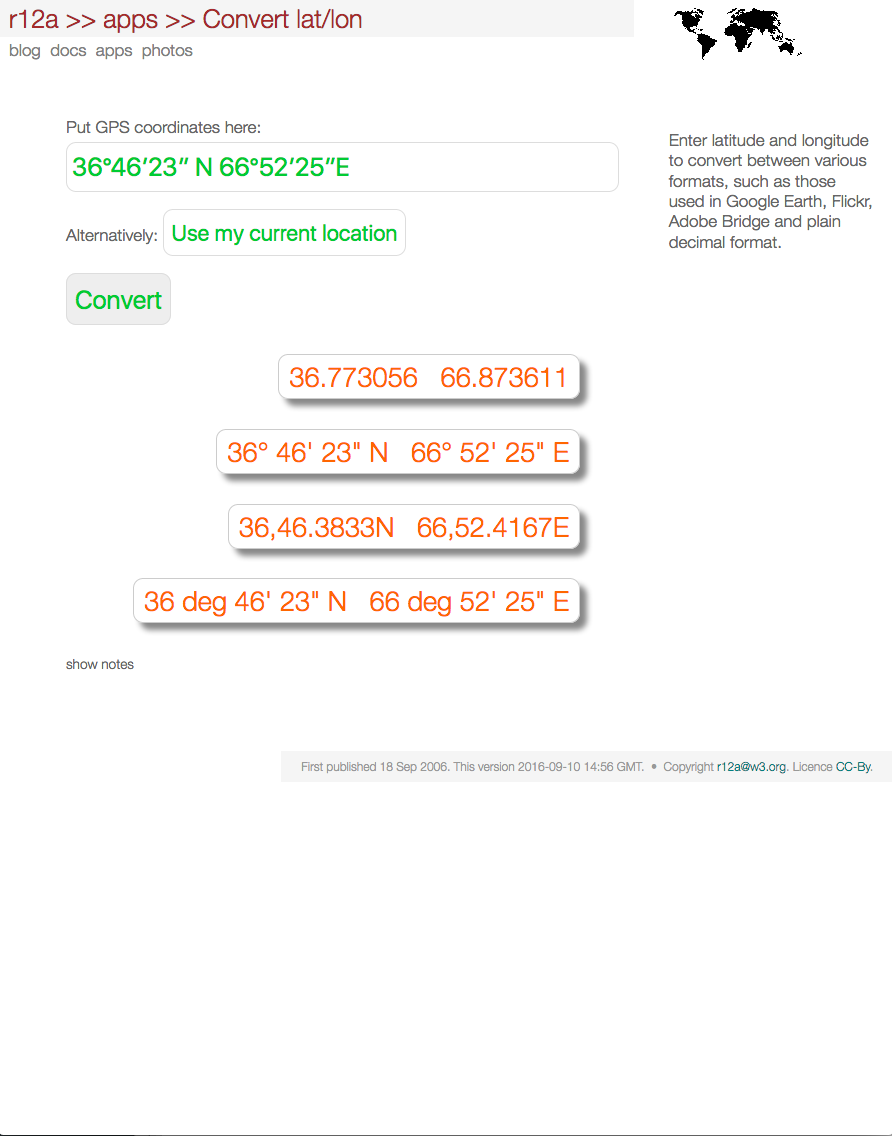 r12a >> apps >> Convert lat/lon
blog docs apps photos
Put GPS coordinates here:
36°46’23” N 66°52’25”E
Alternatively: Use my current location
Convert
Enter latitude and longitude
to convert between various
formats, such as those
used in Google Earth, Flickr,
Adobe Bridge and plain
decimal format.
36.773056 66.873611
36° 46' 23" N 66° 52' 25" E
36,46.3833N 66,52.4167E
36 deg 46' 23" N 66 deg 52' 25" E
show notes
First published 18 Sep 2006. This version 2016-09-10 14:56 GMT. • Copyright r12a@w3.org. Licence CC-By.